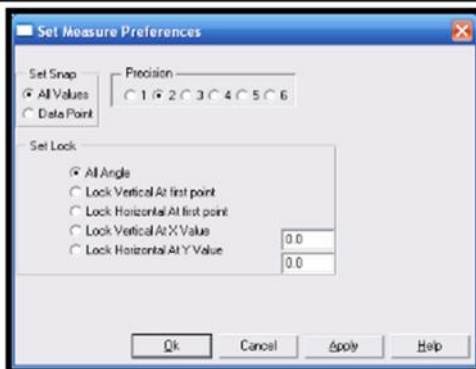 Set Measure Preferences
Set Snap
All Values
Data Point
Precision
1 2 3 4 5 6
Set Lock
All Angle
Lock Vertical At first point
Lock Horizontal At first point
Lock Vertical At X Value
0.0
Lock Horizontal At Y Value
0.0
Ok Cancel Apply Help